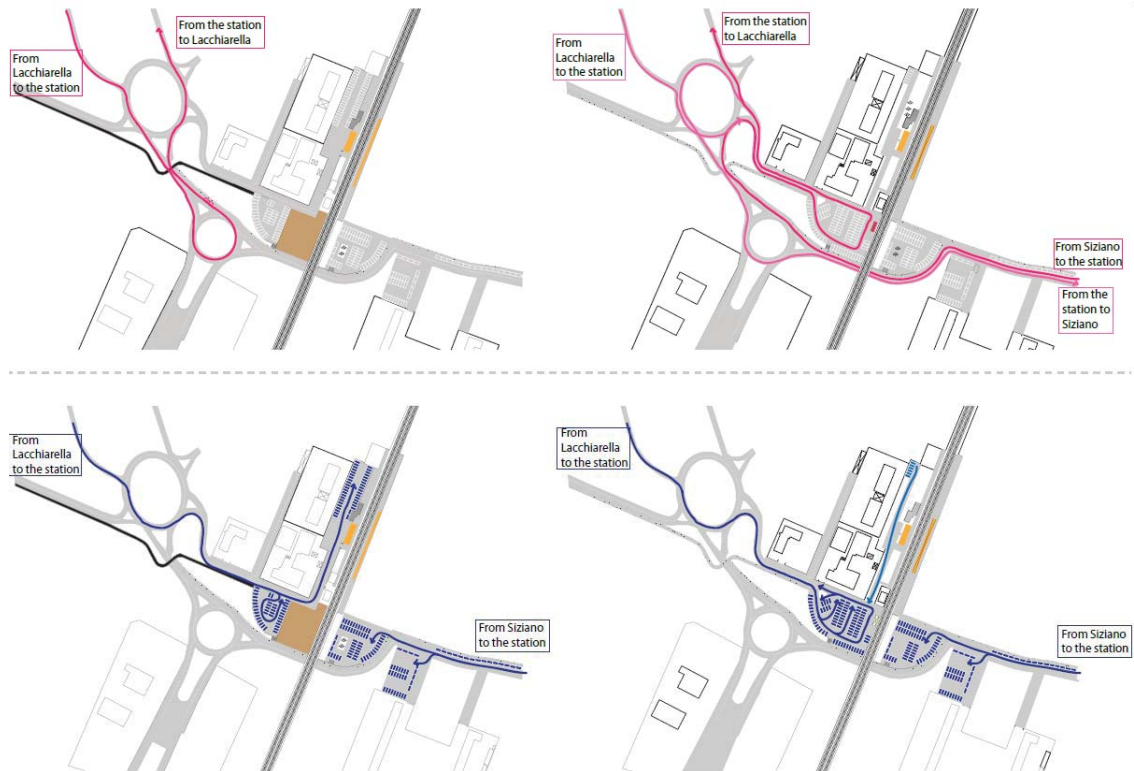 From the station
to Lacchiarella
From
Lacchiarella
to the station
From the station
to Lacchiarella
From
Lacchiarella
to the station
From Siziano
to the station
From the
station to
Siziano
From
Lacchiarella
to the station
From Siziano
to the station
From
Lacchiarella
to the station
From Siziano
to the station